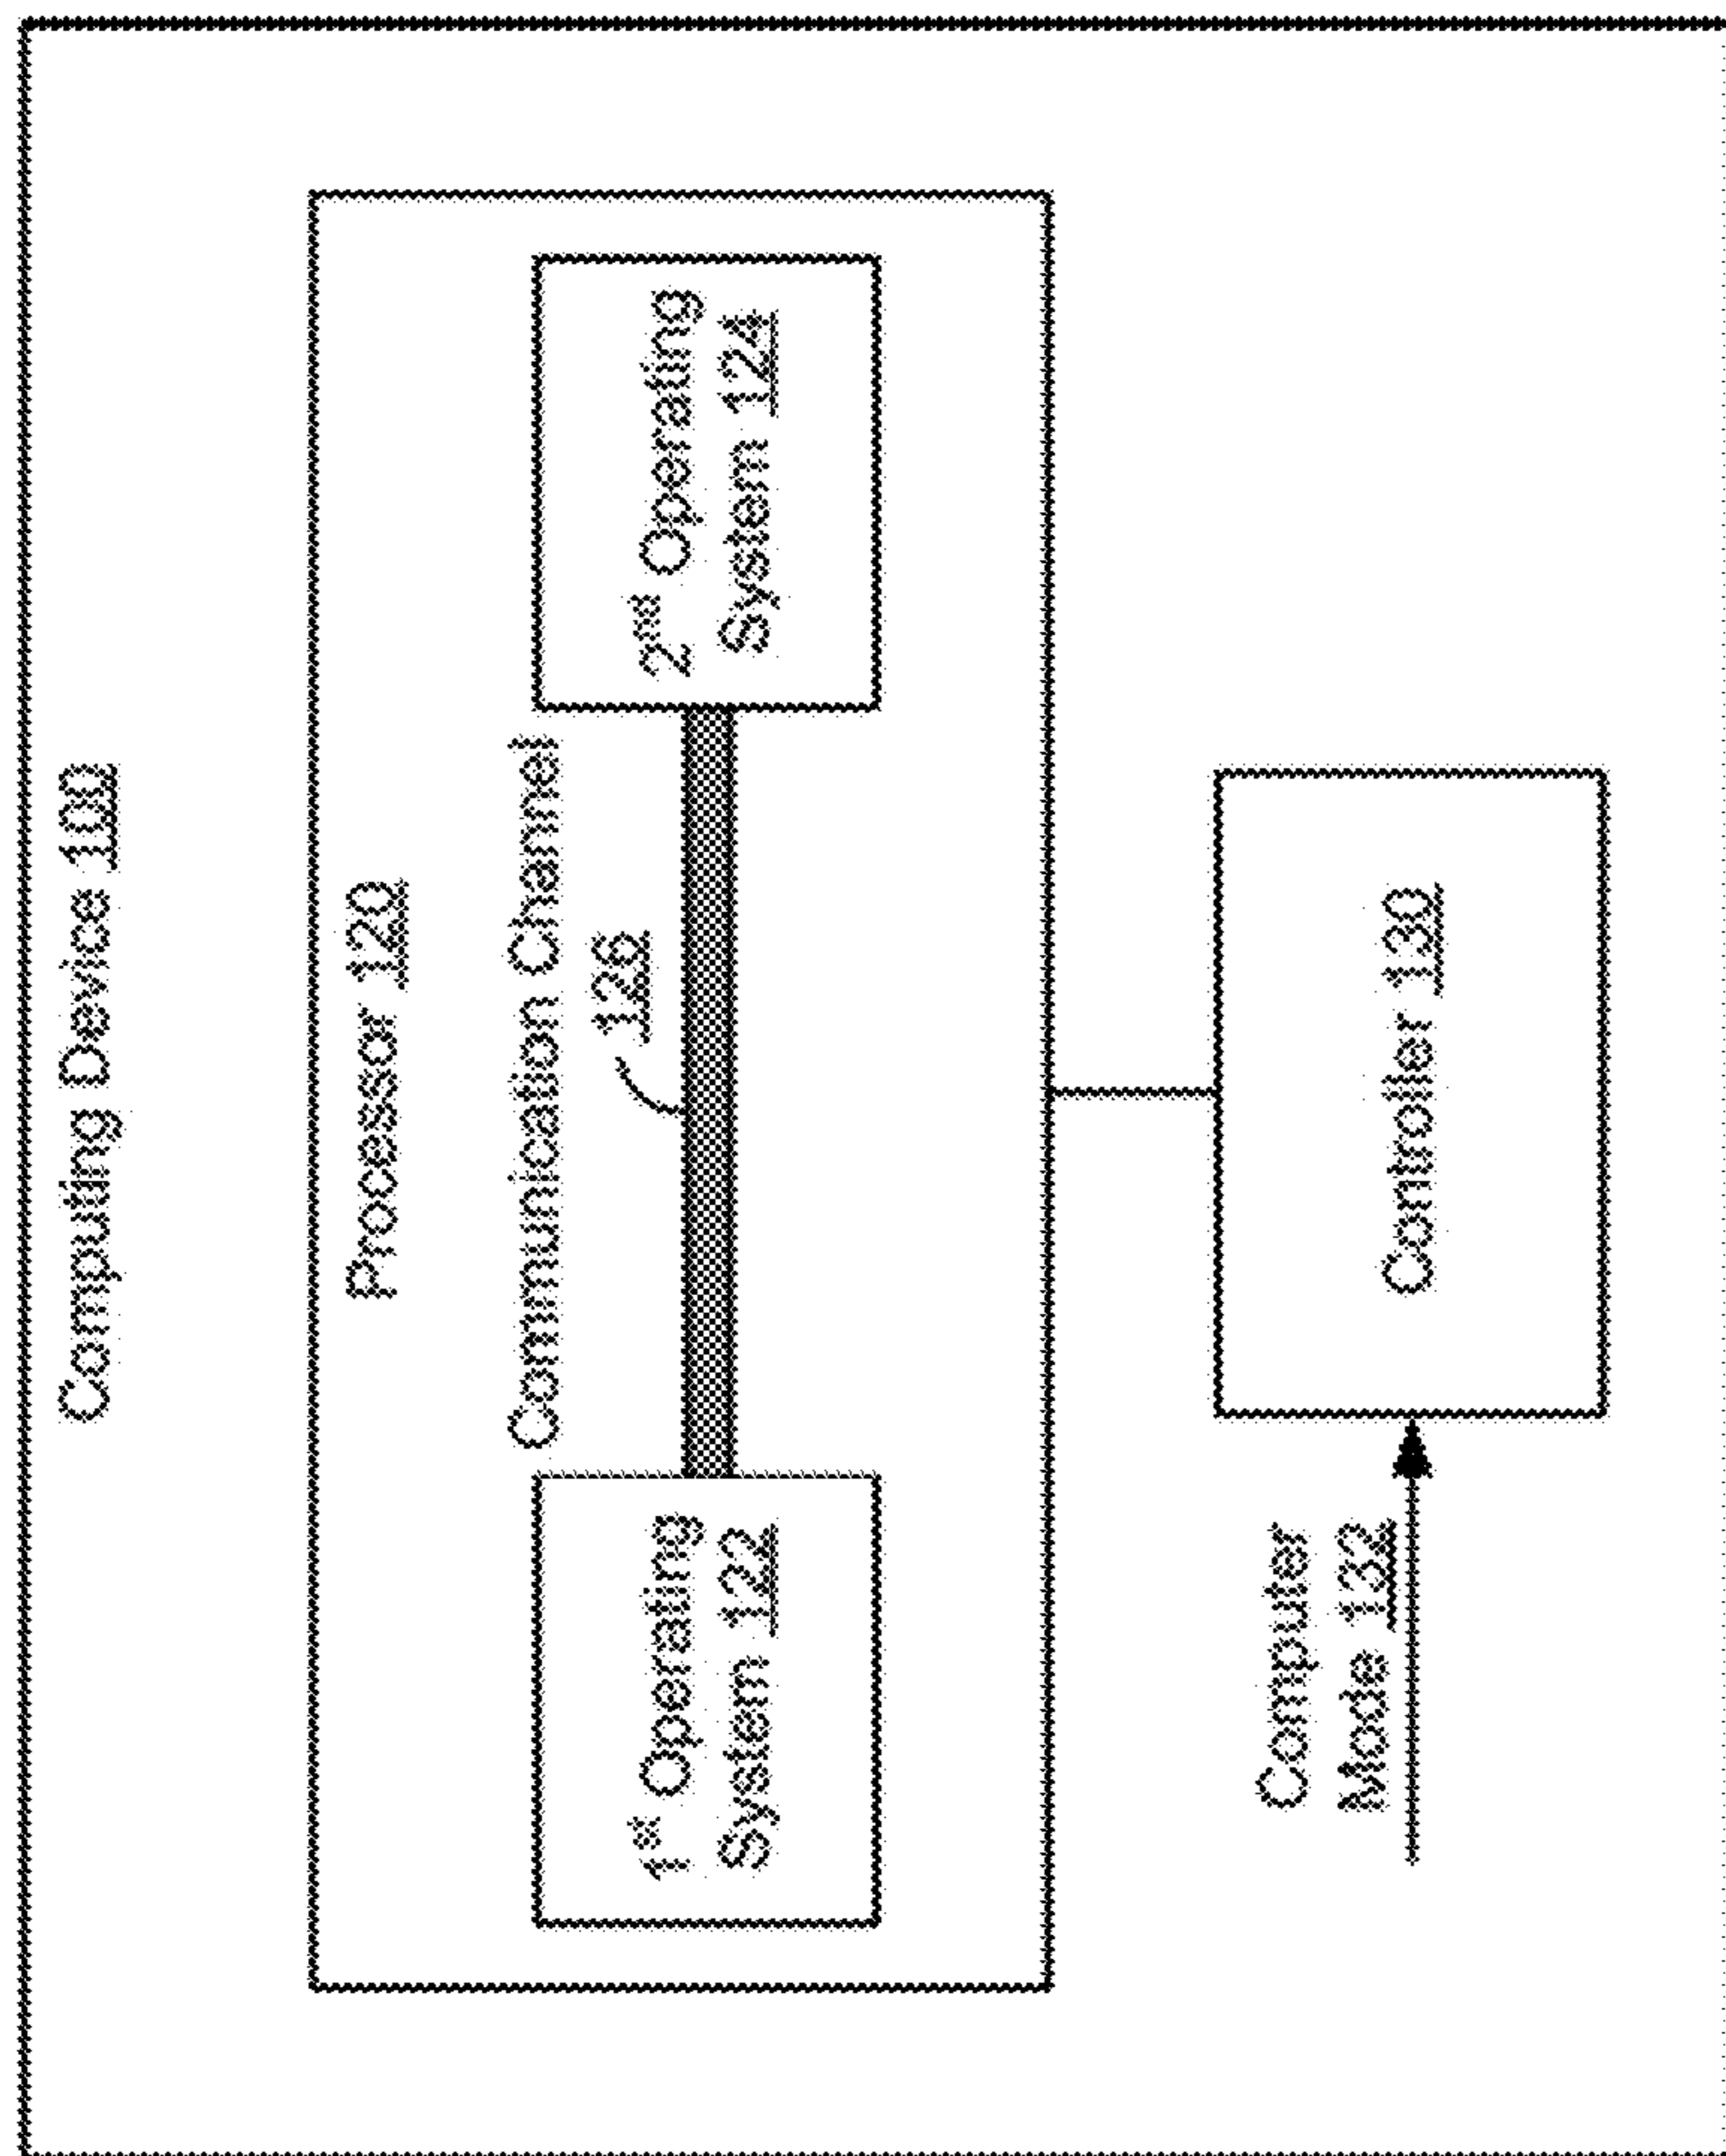 Computing Device 100
Processor 120
Communication Channel
126
1st Operating
System 122
2nd Operating
System 124
Computer
Mode 132
Controller 130